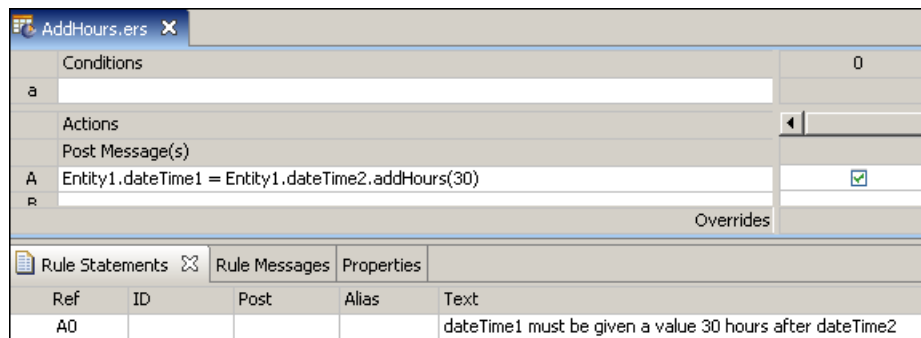 AddHours.ers
Conditions 0
a
Actions
Post Message(s)
A Entity1.dateTime1 = Entity1.dateTime2.addHours(30)
B
Overrides
Rule Statements Rule Messages Properties
Ref ID Post Alias Text
A0 dateTime1 must be given a value 30 hours after dateTime2